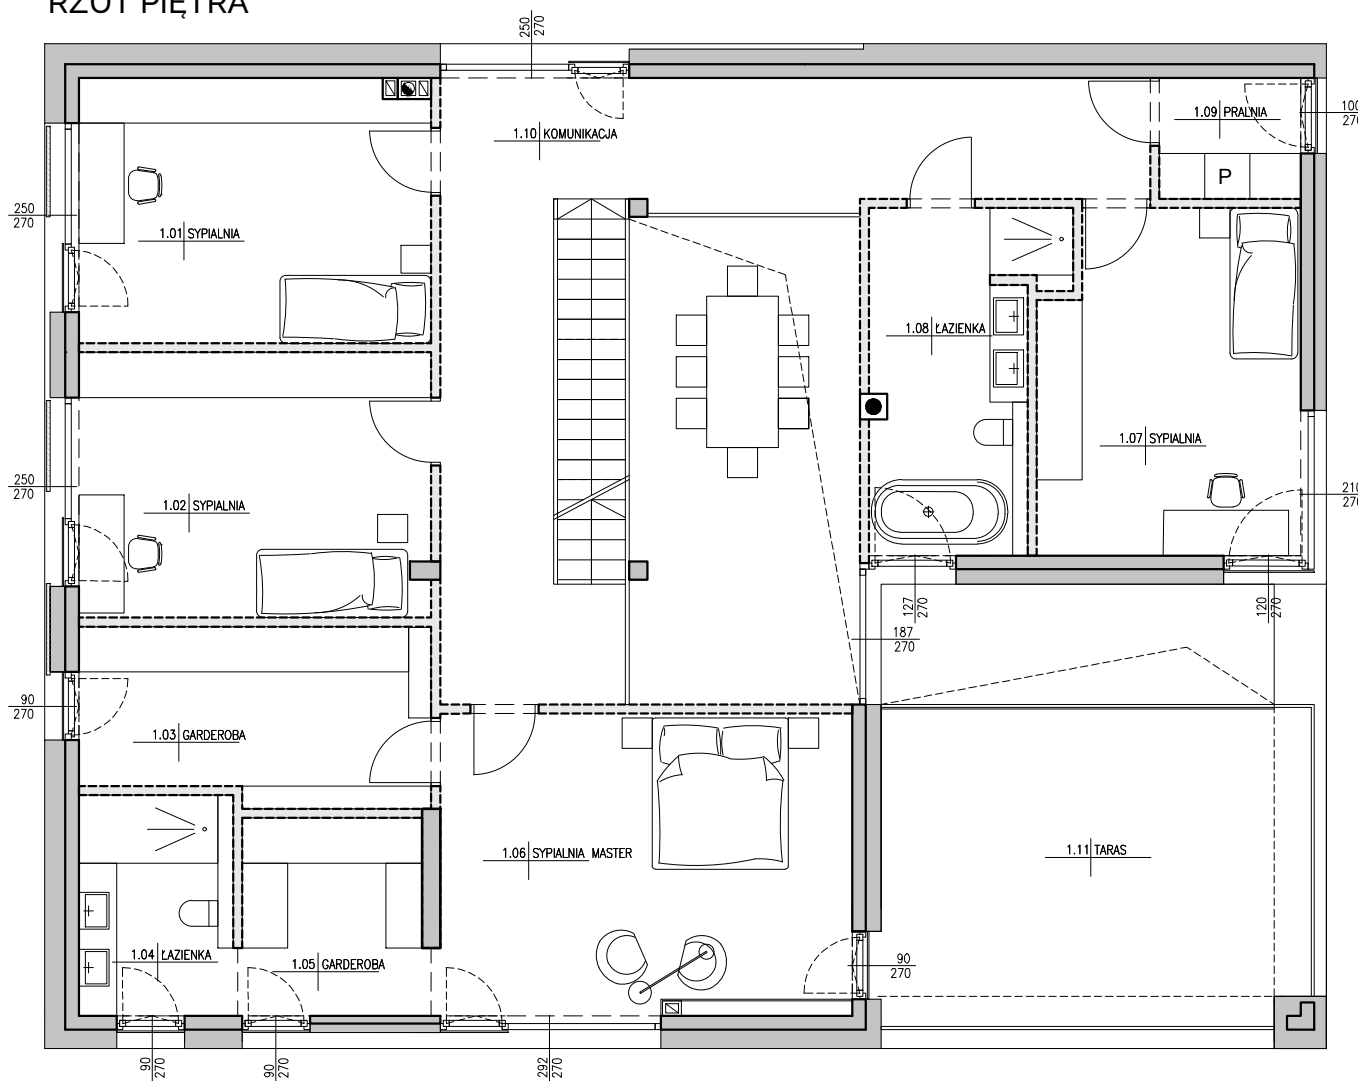 RZUT PIĘTRA
250
270
1.10 KOMUNIKACJA
1.09 PRALNIA
100
270
P
250
270
1.01 SYPIALNIA
1.08 ŁAZIENKA
1.07 SYPIALNIA
250
270
1.02 SYPIALNIA
210
270
127
270
120
270
187
270
90
270
1.03 GARDEROBA
1.06 SYPIALNIA MASTER
1.11 TARAS
1.04 ŁAZIENKA
1.05 GARDEROBA
90
270
90
270
90
270
292
270